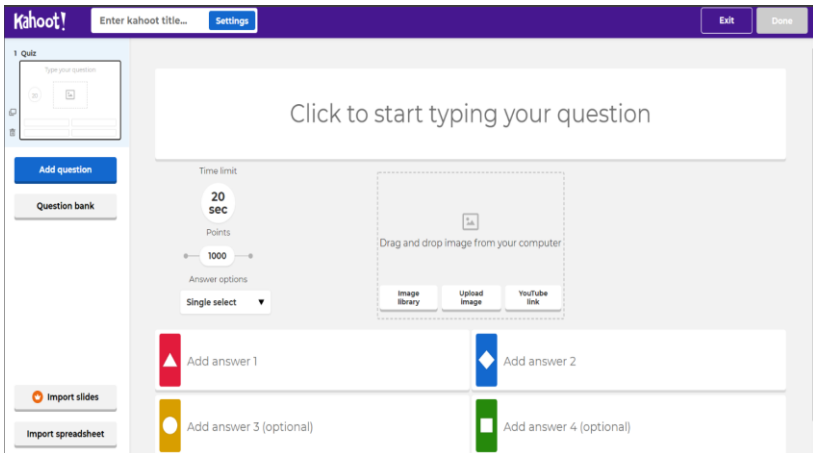 Kahoot!
Enter kahoot title...
Settings
Exit
Done
1 Quiz
Type your question
20
Add question
Question bank
Import slides
Import spreadsheet
Click to start typing your question
Time limit
20
sec
Points
1000
Answer options
Single select
Drag and drop image from your computer
Image
library
Upload
image
YouTube
link
Add answer 1
Add answer 2
Add answer 3 (optional)
Add answer 4 (optional)